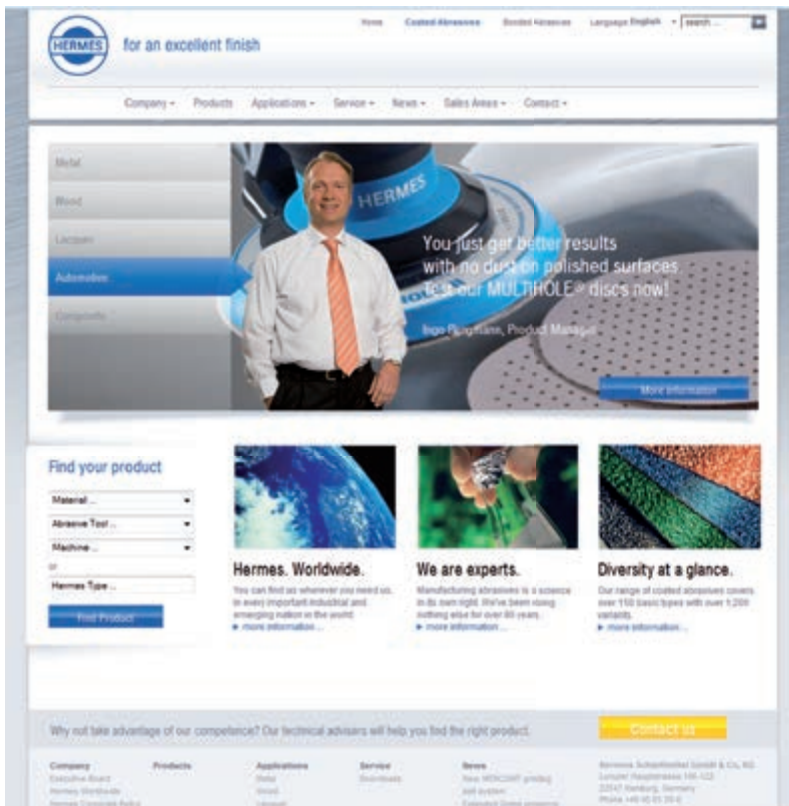 HERMES
for an excellent finish
Home Coated Abrasives Bonded Abrasives Language English search ...
Company Products Applications Service News Sales Areas Contact
Metal
Wood
Lacquer
Automotive
Composite
HERMES
You just get better results
with no dust on polished surfaces.
Test our MULTIHOLE® discs now!
Ingo Product Manager
More Information
Find your product
Material ...
Abrasive Tool ...
Machine ...
or
Hermes Type ...
Find Product
Hermes. Worldwide.
You can find us wherever you need us.
In every important industrial and
emerging nation in the world.
more information ...
We are experts.
Manufacturing abrasives is a science
in its own right. We've been doing
nothing else for over 80 years.
more information ...
Diversity at a glance.
Our range of coated abrasives covers
over 150 basic types with over 1,200
variants.
more information ...
Why not take advantage of our competence? Our technical advisers will help you find the right product.
Contact us
Company Products Applications Service News
Executive Board Metal Downloads
Hermes Worldwide Wood
Lacquer
Hamburg, Germany